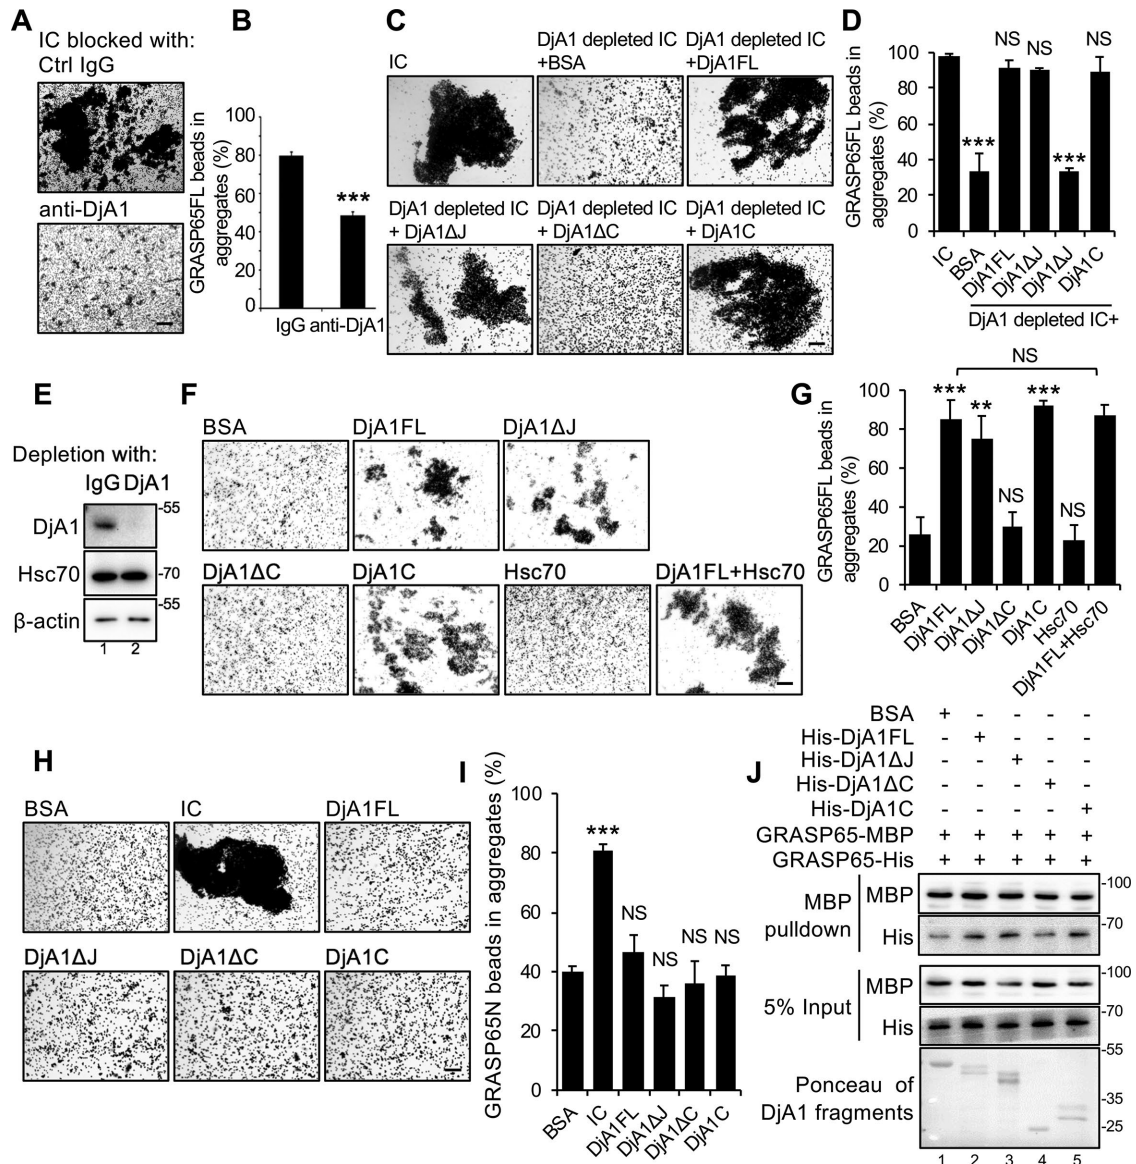 A
IC blocked with:
Ctrl IgG
anti-DjA1
B
GRASP65FL beads in
aggregates (%)
100
80
60
40
20
0
***
IgG anti-DjA1
C
IC
DjA1 depleted IC
+BSA
DjA1 depleted IC
+DjA1FL
DjA1 depleted IC
+ DjA1ΔJ
DjA1 depleted IC
+ DjA1ΔC
DjA1 depleted IC
+ DjA1C
D
GRASP65FL beads in
aggregates (%)
100
80
60
40
20
0
***
NS
NS
***
NS
IC
BSA
DjA1FL
DjA1ΔJ
DjA1ΔJ
DjA1C
DjA1 depleted IC+
E
Depletion with:
IgG DjA1
DjA1
Hsc70
β-actin
-55
-70
-55
1 2
F
BSA
DjA1FL
DjA1ΔJ
DjA1ΔC
DjA1C
Hsc70
DjA1FL+Hsc70
G
GRASP65FL beads in
aggregates (%)
100
80
60
40
20
0
NS
***
**
NS
***
NS
BSA
DjA1FL
DjA1ΔJ
DjA1ΔC
DjA1C
Hsc70
DjA1FL+Hsc70
H
BSA
IC
DjA1FL
DjA1ΔJ
DjA1ΔC
DjA1C
I
GRASP65N beads in aggregates (%)
100
80
60
40
20
0
***
NS
NS
NS
NS
BSA
IC
DjA1FL
DjA1ΔJ
DjA1ΔC
DjA1C
J
BSA + - - - -
His-DjA1FL - + - - -
His-DjA1ΔJ - - + - -
His-DjA1ΔC - - - + -
His-DjA1C - - - - +
GRASP65-MBP + + + + +
GRASP65-His + + + + +
MBP
pulldown
MBP
His
-100
-70
5% Input
MBP
His
-100
-70
Ponceau of
DjA1 fragments
-55
-35
-25
1 2 3 4 5